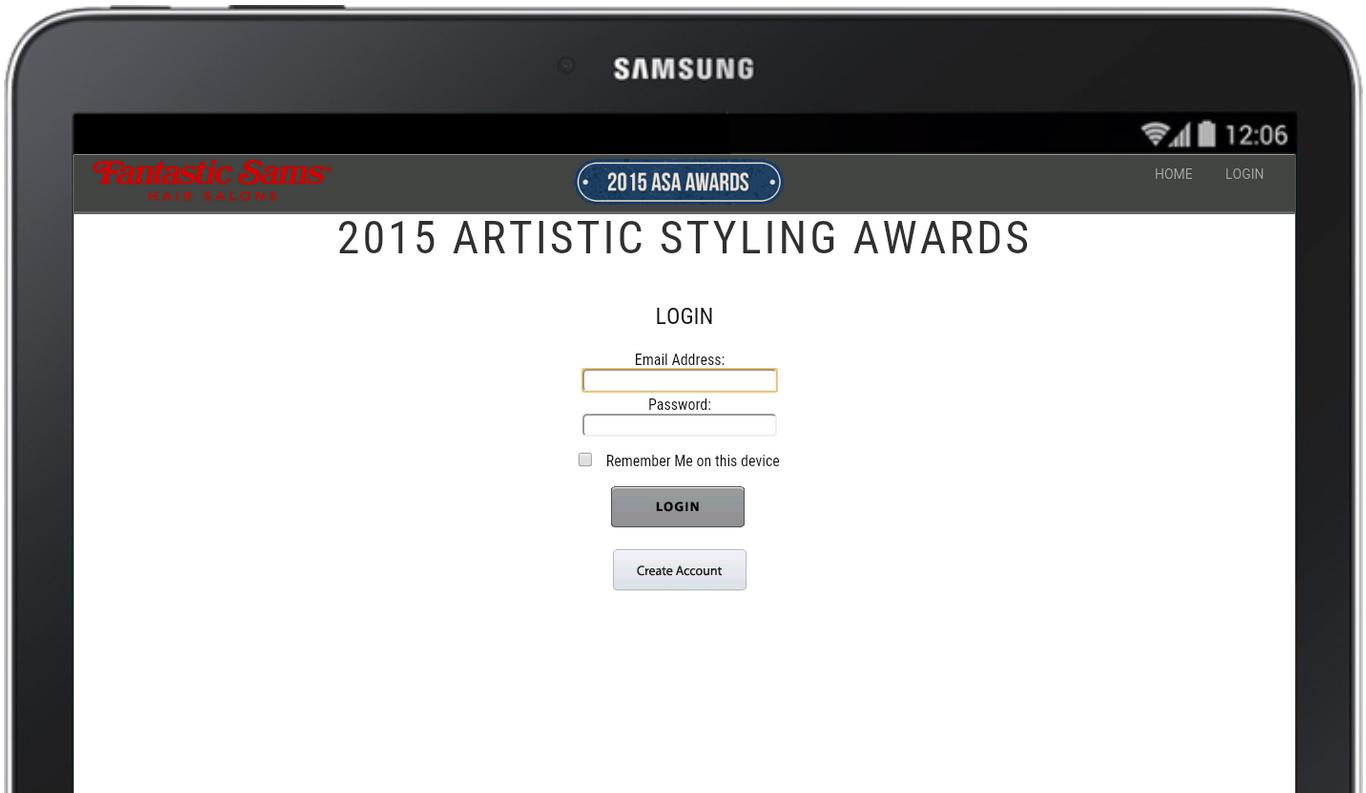 SAMSUNG
12:06
Fantastic Sams
HAIR SALONS
2015 ASA AWARDS
HOME LOGIN
2015 ARTISTIC STYLING AWARDS
LOGIN
Email Address:
Password:
Remember Me on this device
LOGIN
Create Account